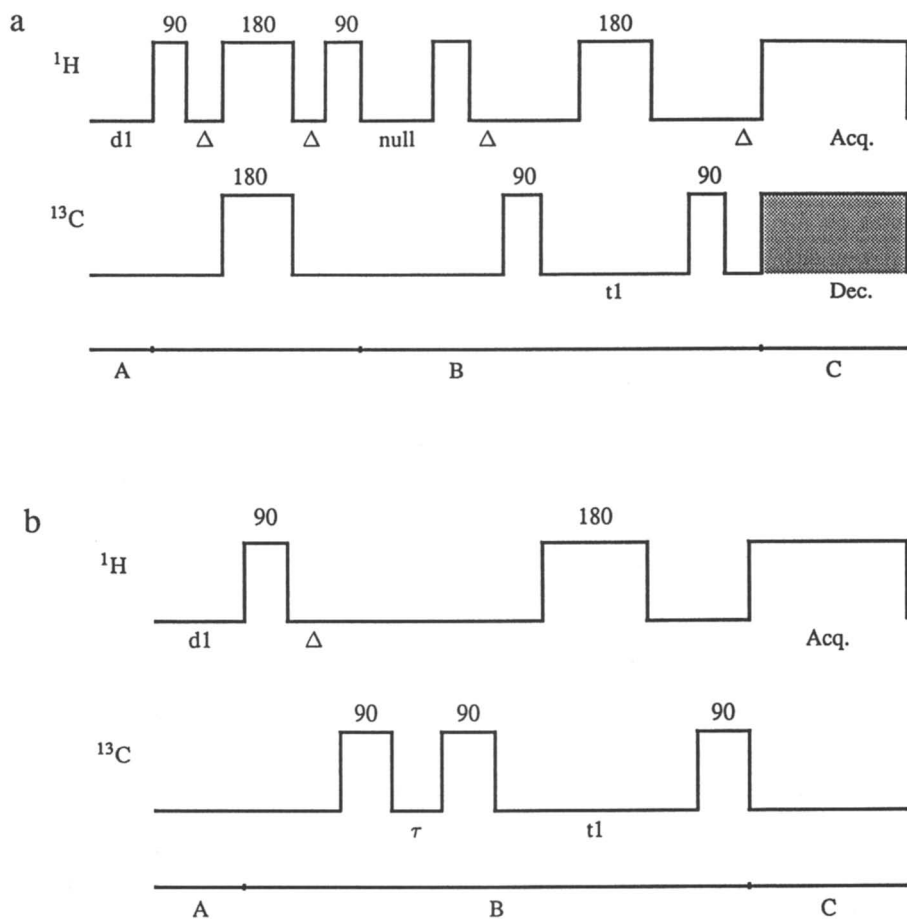 a
90 180 90 180
¹H
d1 Δ Δ null Δ Δ Acq.
180 90 90
¹³C
t1 Dec.
A B C
b
90 180
¹H
d1 Δ Acq.
90 90 90
¹³C
τ t1
A B C